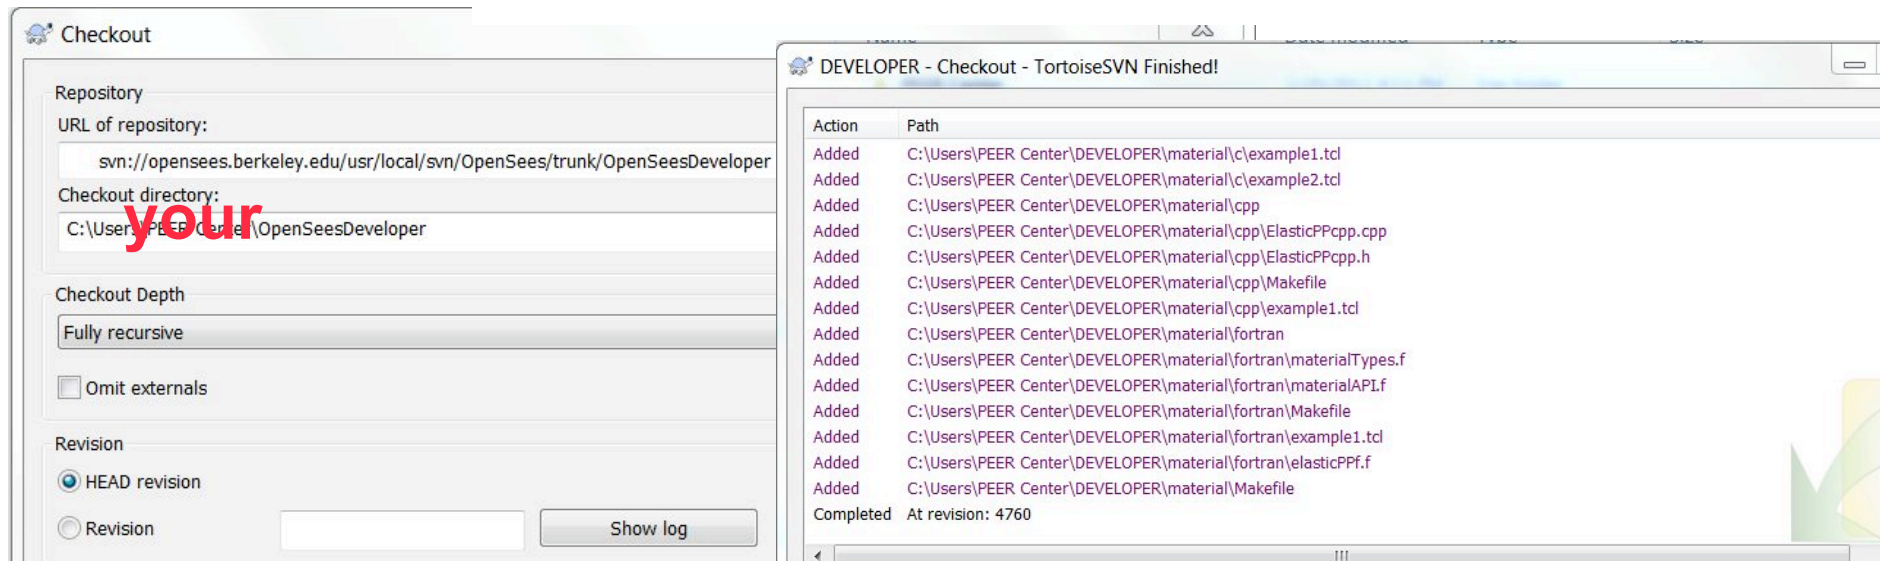 Checkout
Repository
URL of repository:
svn://opensees.berkeley.edu/usr/local/svn/OpenSees/trunk/OpenSeesDeveloper
Checkout directory:
your
C:\Users\PEER Center\OpenSeesDeveloper
Checkout Depth
Fully recursive
Omit externals
Revision
HEAD revision
Revision
Show log
Name Date modified Type Size
DEVELOPER - Checkout - TortoiseSVN Finished!
Action Path
Added C:\Users\PEER Center\DEVELOPER\material\c\example1.tcl
Added C:\Users\PEER Center\DEVELOPER\material\c\example2.tcl
Added C:\Users\PEER Center\DEVELOPER\material\cpp
Added C:\Users\PEER Center\DEVELOPER\material\cpp\ElasticPPcpp.cpp
Added C:\Users\PEER Center\DEVELOPER\material\cpp\ElasticPPcpp.h
Added C:\Users\PEER Center\DEVELOPER\material\cpp\Makefile
Added C:\Users\PEER Center\DEVELOPER\material\cpp\example1.tcl
Added C:\Users\PEER Center\DEVELOPER\material\fortran
Added C:\Users\PEER Center\DEVELOPER\material\fortran\materialTypes.f
Added C:\Users\PEER Center\DEVELOPER\material\fortran\materialAPI.f
Added C:\Users\PEER Center\DEVELOPER\material\fortran\Makefile
Added C:\Users\PEER Center\DEVELOPER\material\fortran\example1.tcl
Added C:\Users\PEER Center\DEVELOPER\material\fortran\elasticPPf.f
Added C:\Users\PEER Center\DEVELOPER\material\Makefile
Completed At revision: 4760